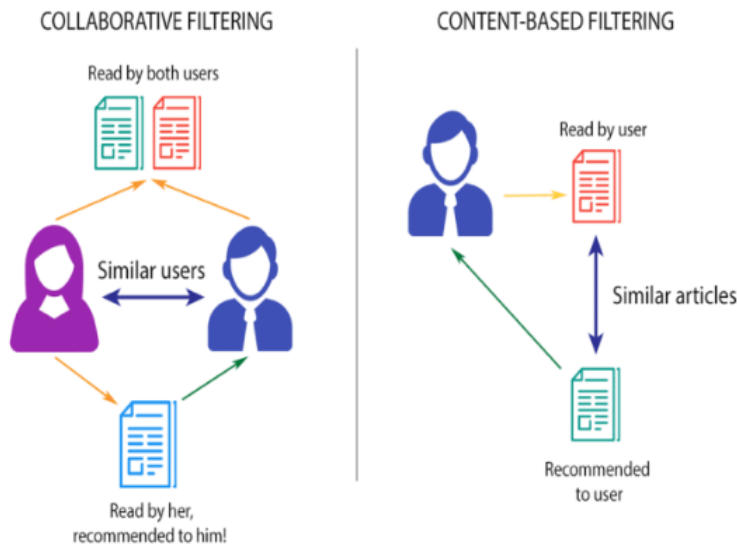 COLLABORATIVE FILTERING
Read by both users
Similar users
Read by her,
recommended to him!
CONTENT-BASED FILTERING
Read by user
Similar articles
Recommended
to user